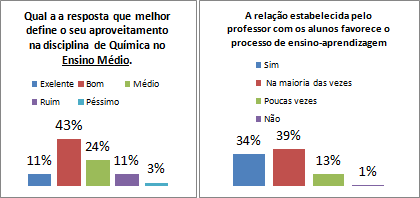 Qual a a resposta que melhor
define o seu aproveitamento
na disciplina de Química no
Ensino Médio.
Exelente Bom Médio
Ruim Péssimo
11% 43% 24% 11% 3%
A relação estabelecida pelo
professor com os alunos favorece o
processo de ensino-aprendizagem
Sim
Na maioria das vezes
Poucas vezes
Não
34% 39% 13% 1%